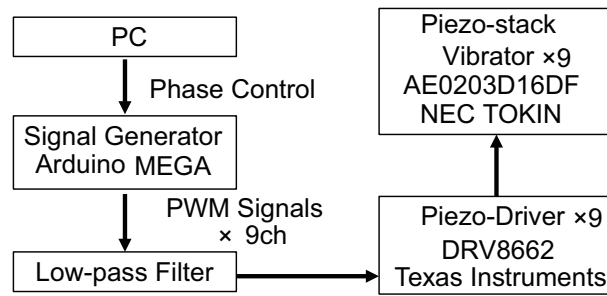 PC
Phase Control
Signal Generator
Arduino MEGA
PWM Signals
× 9ch
Low-pass Filter
Piezo-stack
Vibrator ×9
AE0203D16DF
NEC TOKIN
Piezo-Driver ×9
DRV8662
Texas Instruments